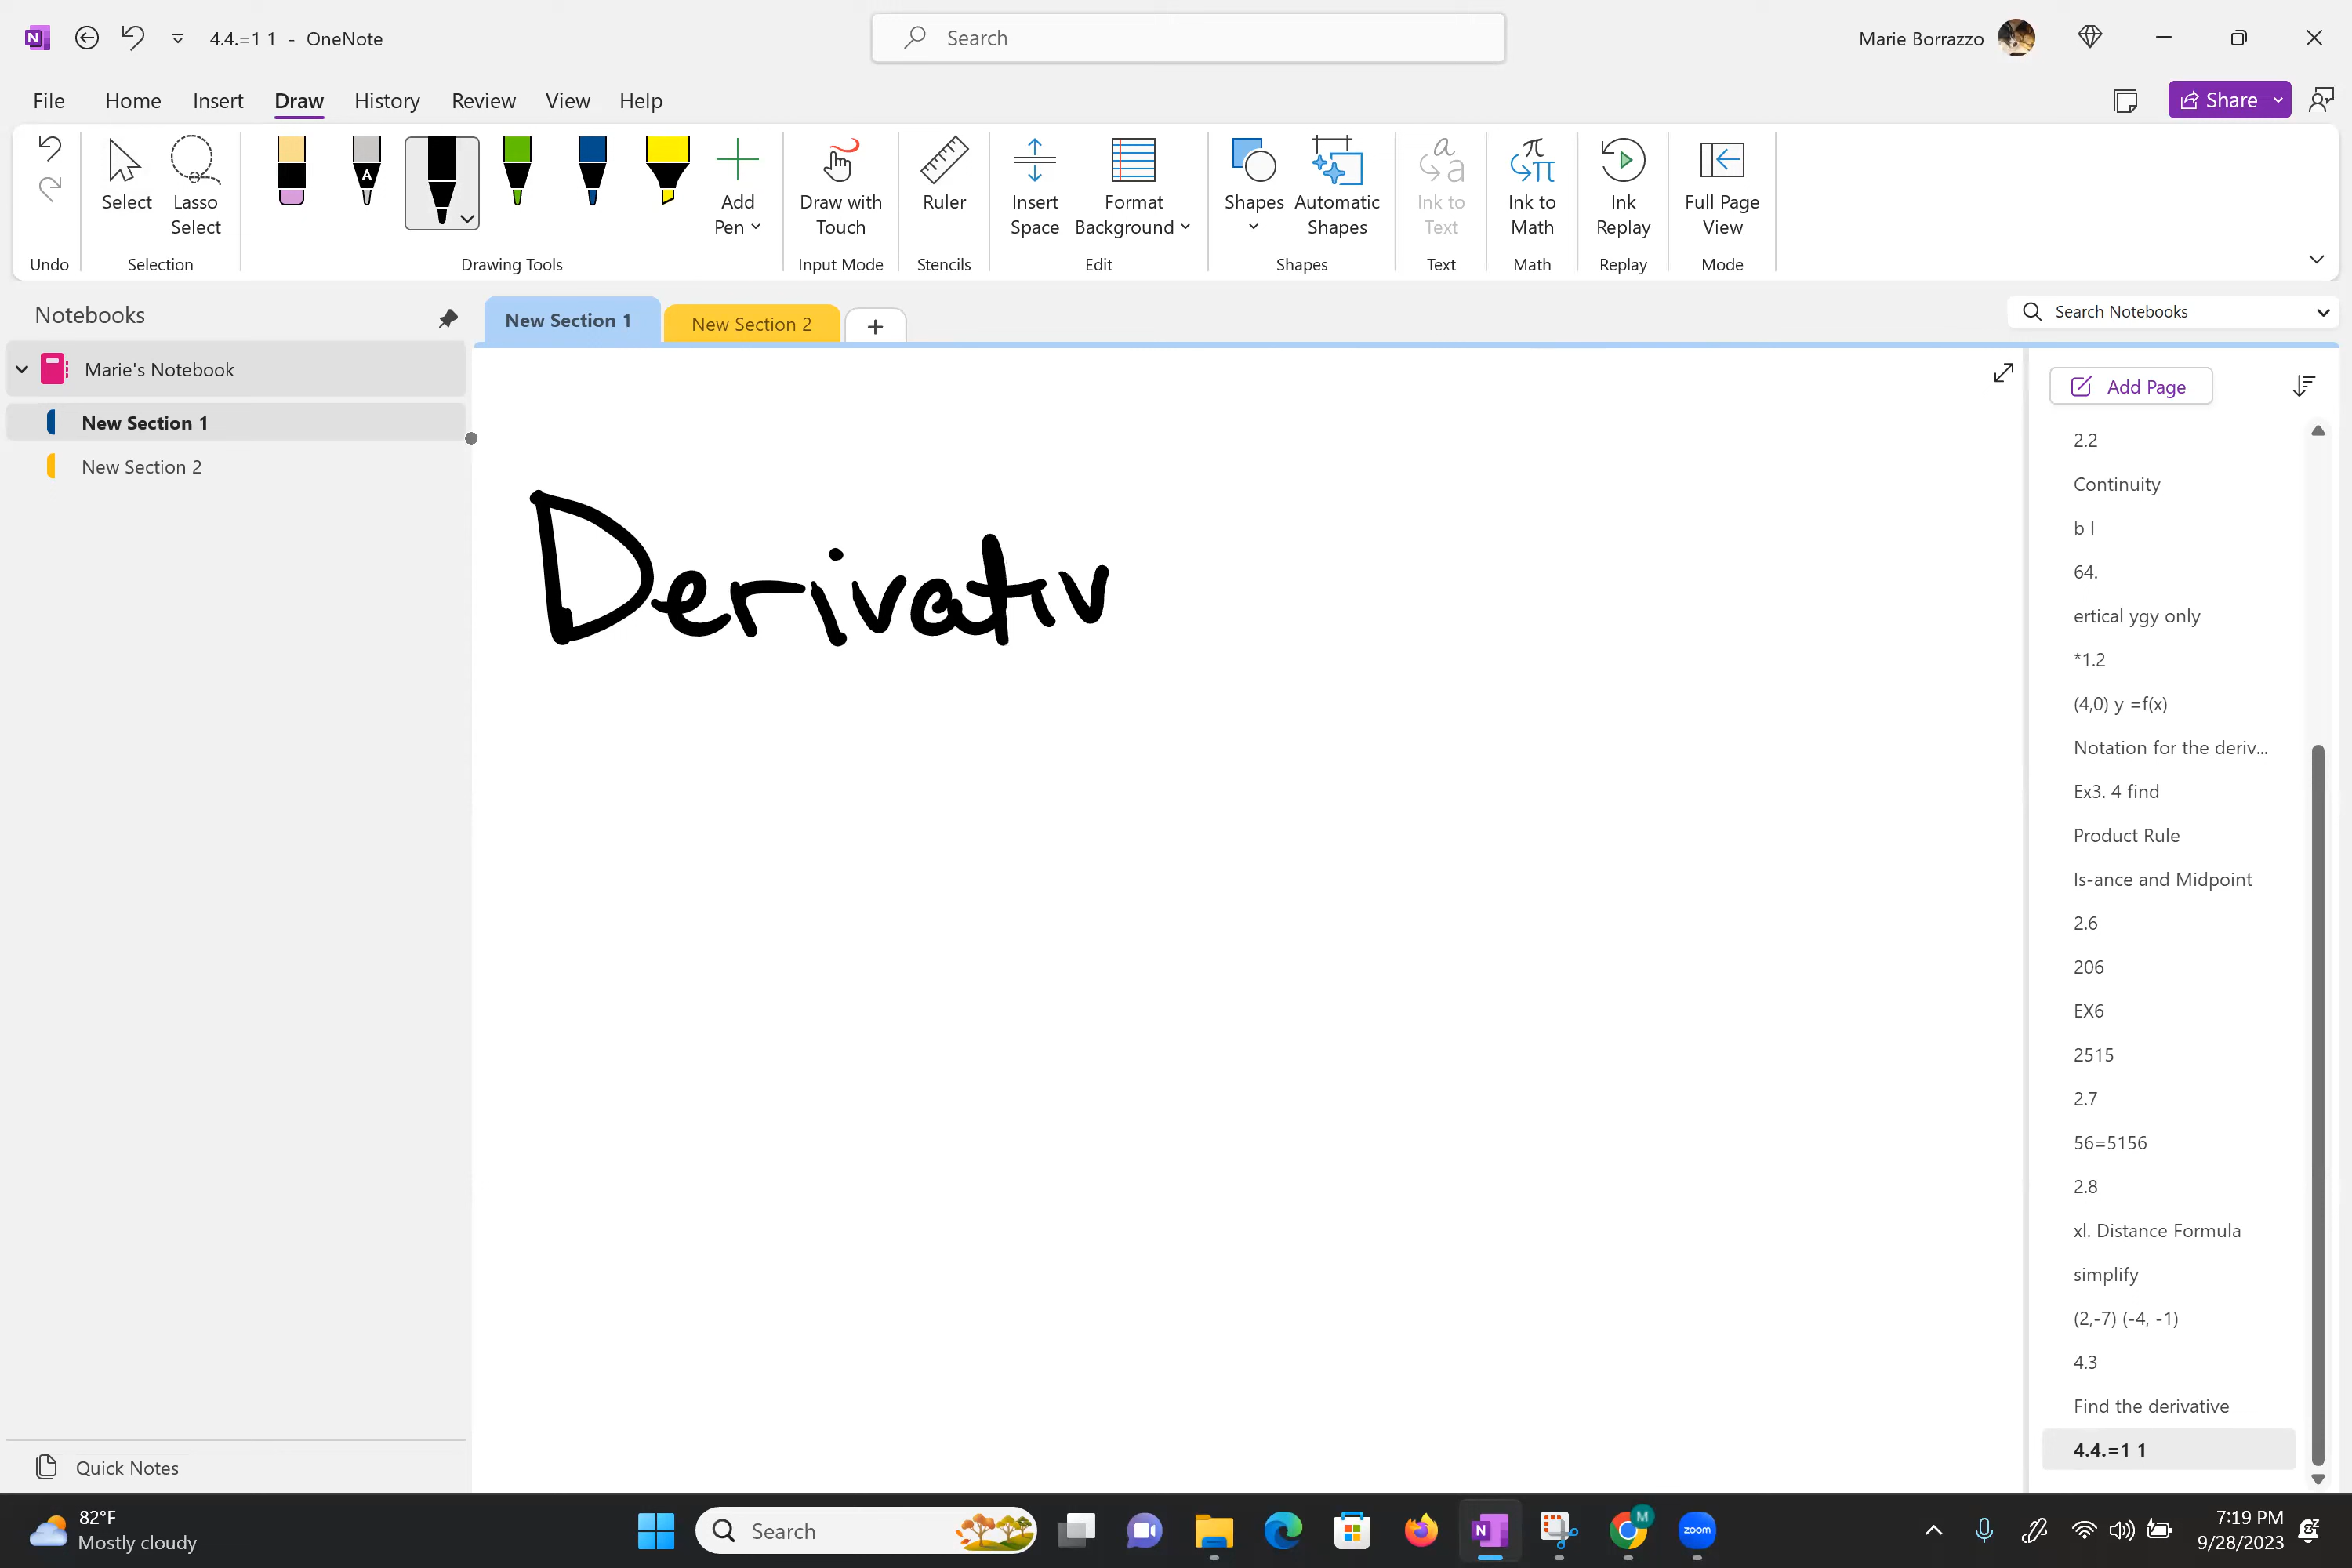 4.4.=1 1 - OneNote
Search
Marie Borrazzo
File Home Insert Draw History Review View Help
Share
Select
Lasso Select
A
Add Pen
Draw with Touch
Ruler
Insert Space
Format Background
Shapes
Automatic Shapes
Ink to Text
Ink to Math
Ink Replay
Full Page View
Undo Selection Drawing Tools Input Mode Stencils Edit Shapes Text Math Replay Mode
Notebooks
New Section 1 New Section 2 +
Search Notebooks
Marie's Notebook
New Section 1
New Section 2
Quick Notes
Derivativ
Add Page
2.2
Continuity
b I
64.
ertical ygy only
*1.2
(4,0) y =f(x)
Notation for the deriv...
Ex3. 4 find
Product Rule
Is-ance and Midpoint
2.6
206
EX6
2515
2.7
56=5156
2.8
xl. Distance Formula
simplify
(2,-7) (-4, -1)
4.3
Find the derivative
4.4.=1 1
82°F
Mostly cloudy
Search
N
M
zoom
7:19 PM
9/28/2023